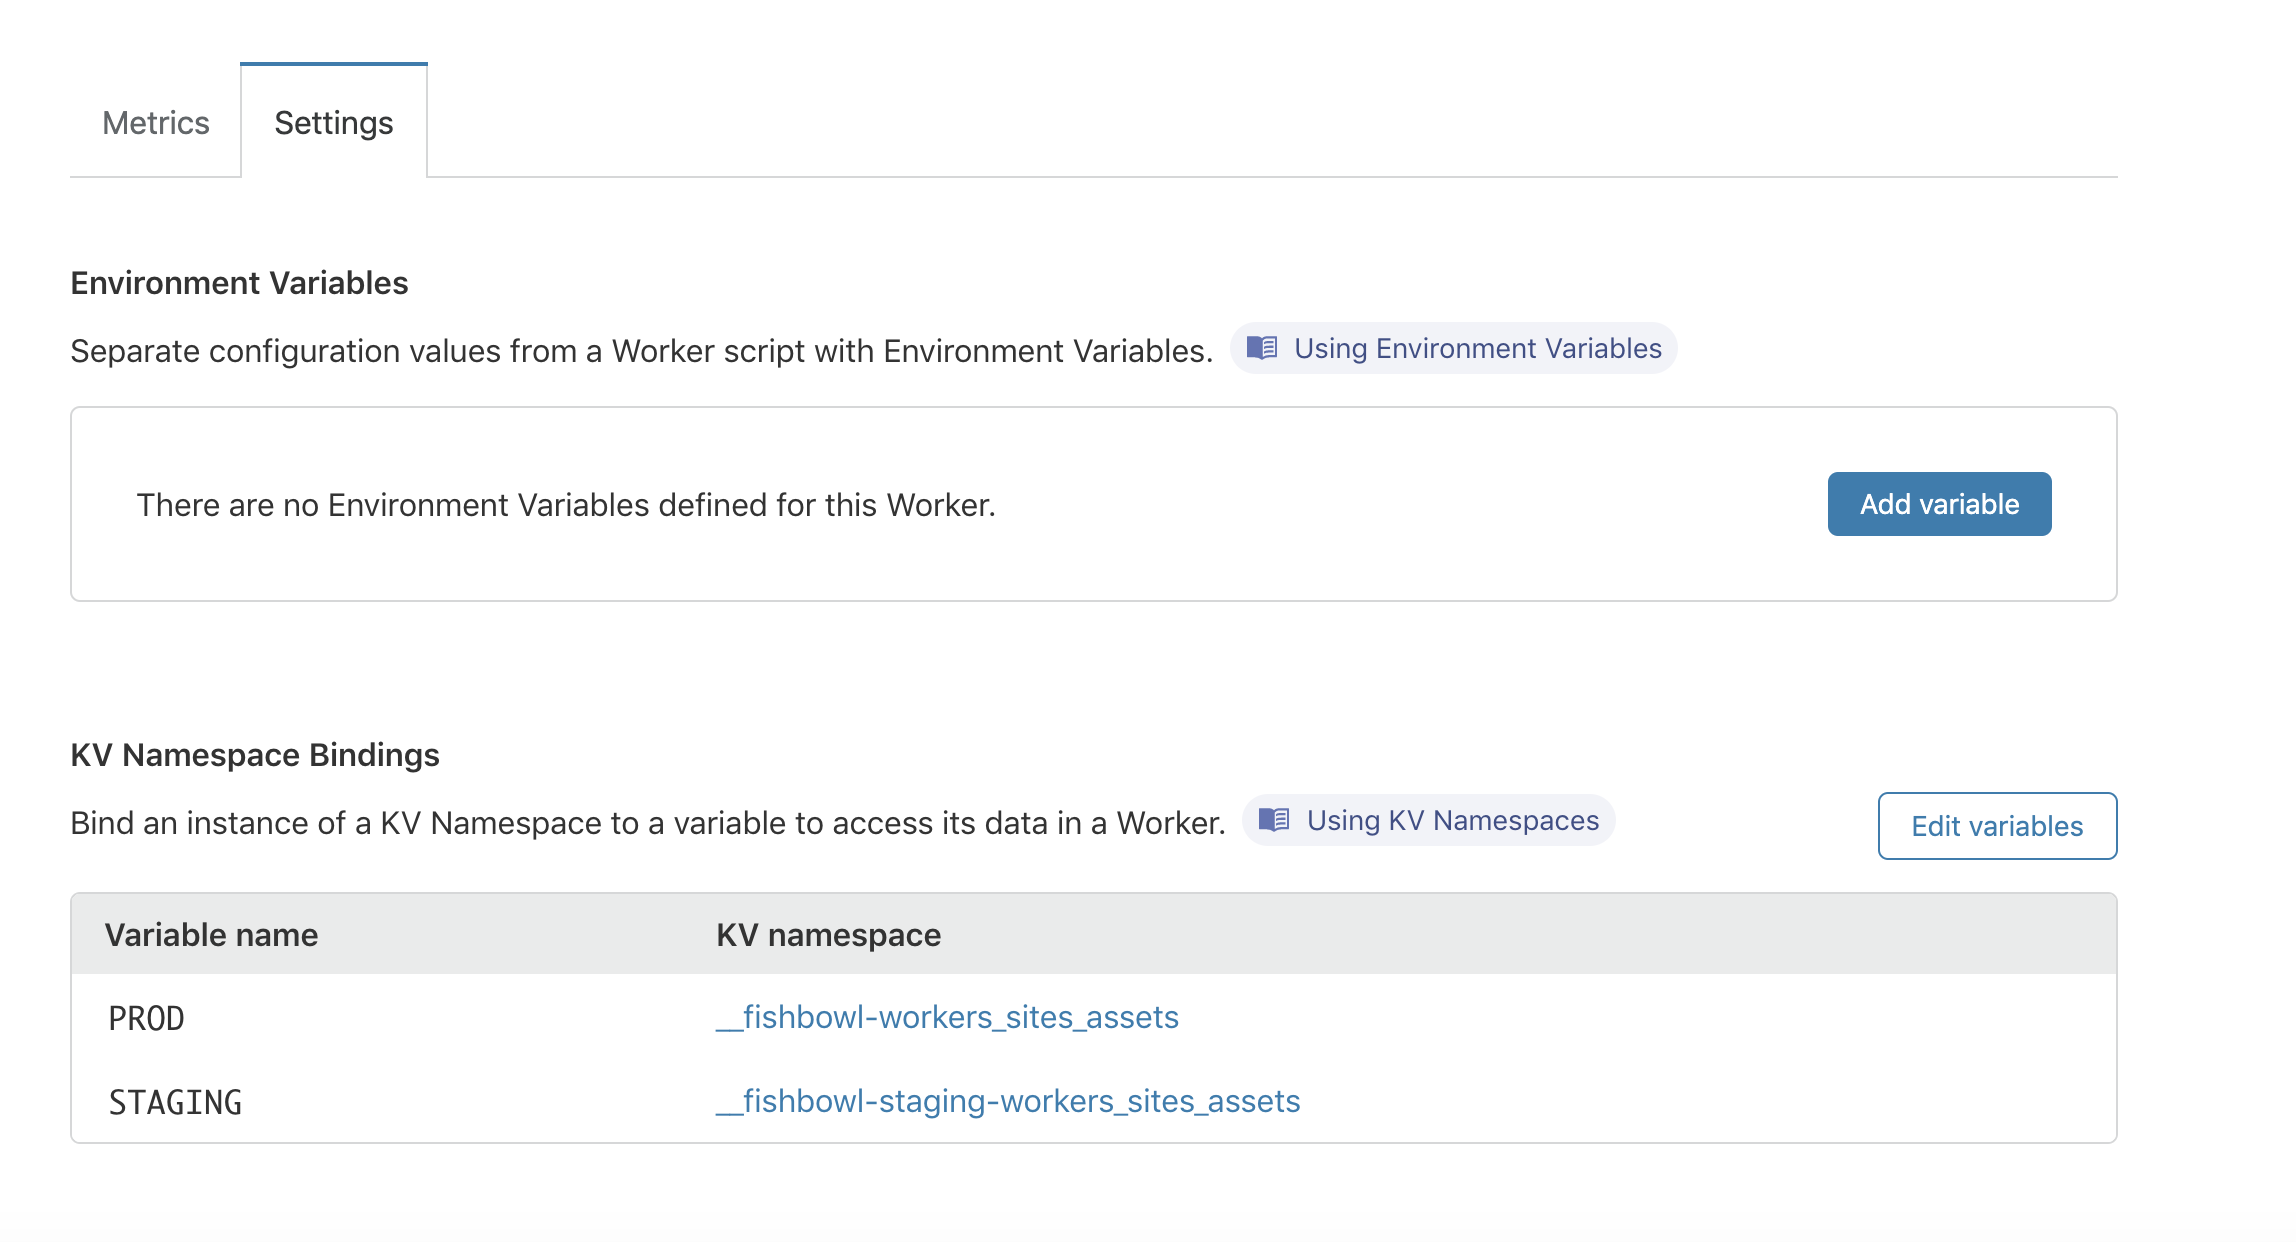 Metrics
Settings
Environment Variables
Separate configuration values from a Worker script with Environment Variables.
Using Environment Variables
There are no Environment Variables defined for this Worker.
Add variable
KV Namespace Bindings
Bind an instance of a KV Namespace to a variable to access its data in a Worker.
Using KV Namespaces
Edit variables
Variable name
KV namespace
PROD
__fishbowl-workers_sites_assets
STAGING
__fishbowl-staging-workers_sites_assets